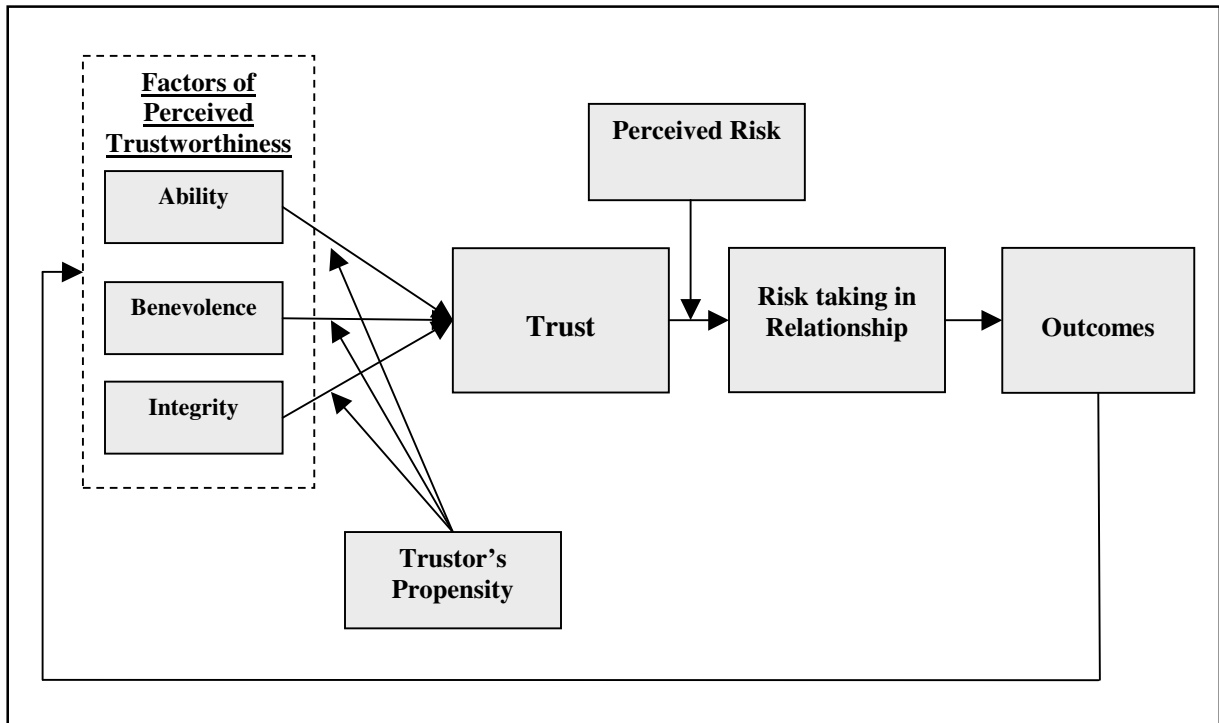 Factors of
Perceived
Trustworthiness
Ability
Benevolence
Integrity
Perceived Risk
Trust
Risk taking in
Relationship
Outcomes
Trustor’s
Propensity